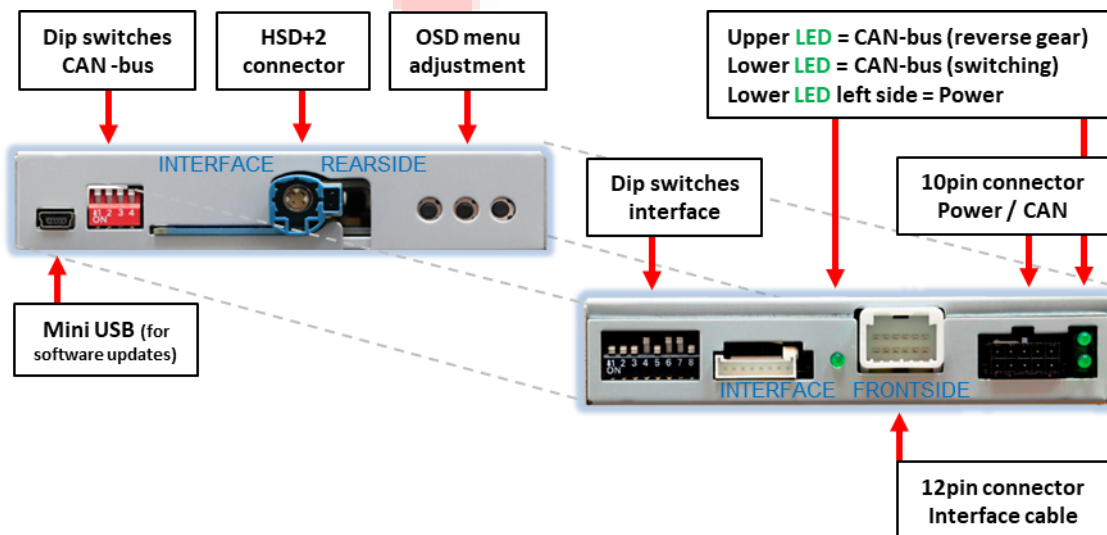 Dip switches
CAN -bus
HSD+2
connector
OSD menu
adjustment
Upper LED = CAN-bus (reverse gear)
Lower LED = CAN-bus (switching)
Lower LED left side = Power
INTERFACE REARSIDE
1 2 3 4
ON
Dip switches
interface
10pin connector
Power / CAN
Mini USB (for
software updates)
1 2 3 4 5 6 7 8
ON
INTERFACE FRONTSIDE
12pin connector
Interface cable